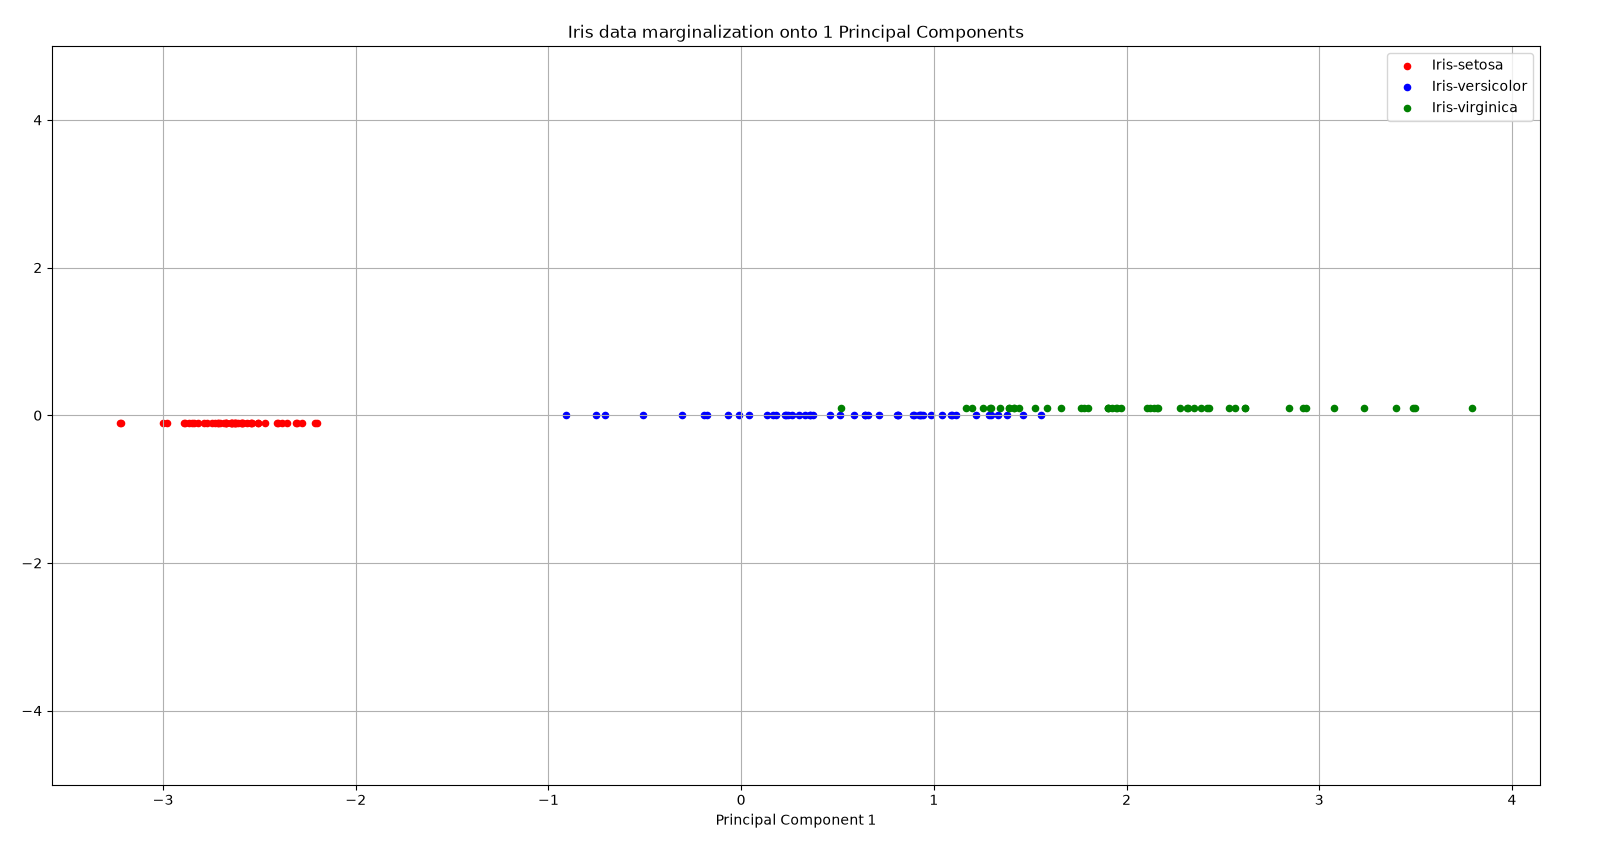 Iris data marginalization onto 1 Principal Components
Iris-setosa
Iris-versicolor
Iris-virginica
4
2
0
−2
−4
−3 −2 −1 0 1 2 3 4
Principal Component 1